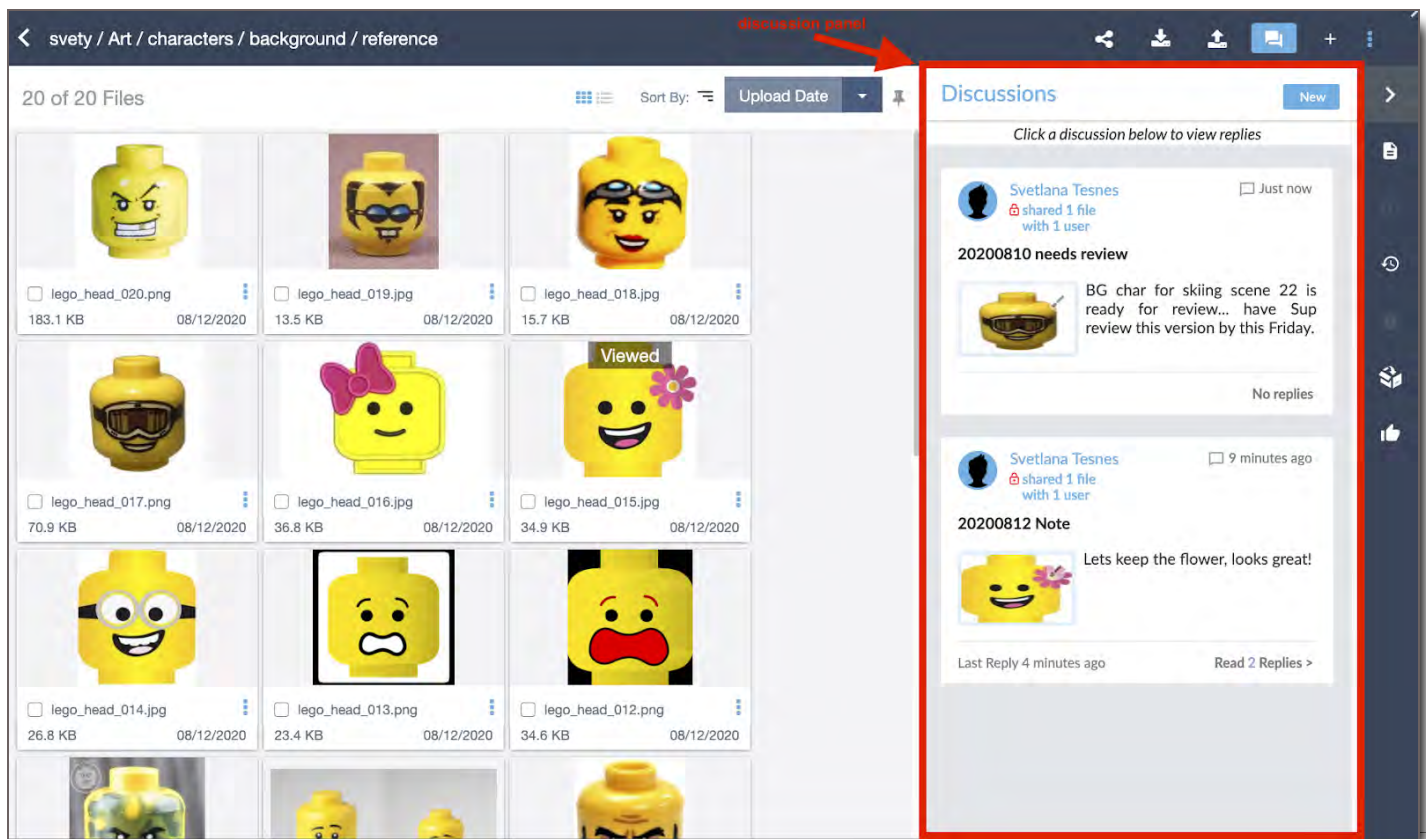 discussion panel
svety / Art / characters / background / reference
20 of 20 Files
Sort By:
Upload Date
lego_head_020.png
183.1 KB 08/12/2020
lego_head_019.jpg
13.5 KB 08/12/2020
lego_head_018.jpg
15.7 KB 08/12/2020
lego_head_017.png
70.9 KB 08/12/2020
lego_head_016.jpg
36.8 KB 08/12/2020
Viewed
lego_head_015.jpg
34.9 KB 08/12/2020
lego_head_014.jpg
26.8 KB 08/12/2020
lego_head_013.png
23.4 KB 08/12/2020
lego_head_012.png
34.6 KB 08/12/2020
Discussions
New
Click a discussion below to view replies
Svetlana Tesnes
Just now
shared 1 file
with 1 user
20200810 needs review
BG char for skiing scene 22 is
ready for review... have Sup
review this version by this Friday.
No replies
Svetlana Tesnes
9 minutes ago
shared 1 file
with 1 user
20200812 Note
Lets keep the flower, looks great!
Last Reply 4 minutes ago
Read 2 Replies >